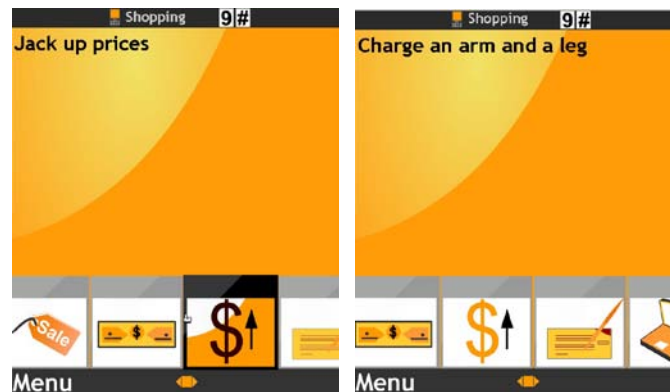 Shopping 9#
Jack up prices
Sale
$
$
Menu
Shopping 9#
Charge an arm and a leg
$
$
Menu